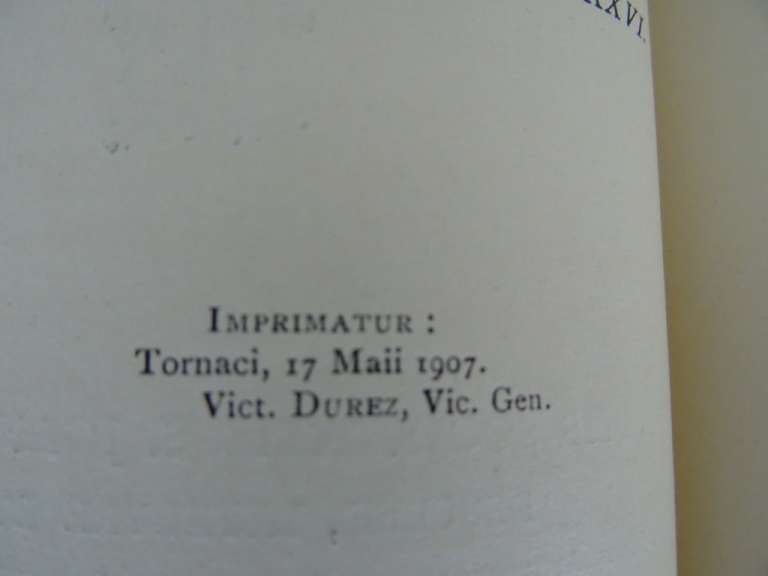 IMPRIMATUR :
Tornaci, 17 Maii 1907.
Vict. DUREZ, Vic. Gen.